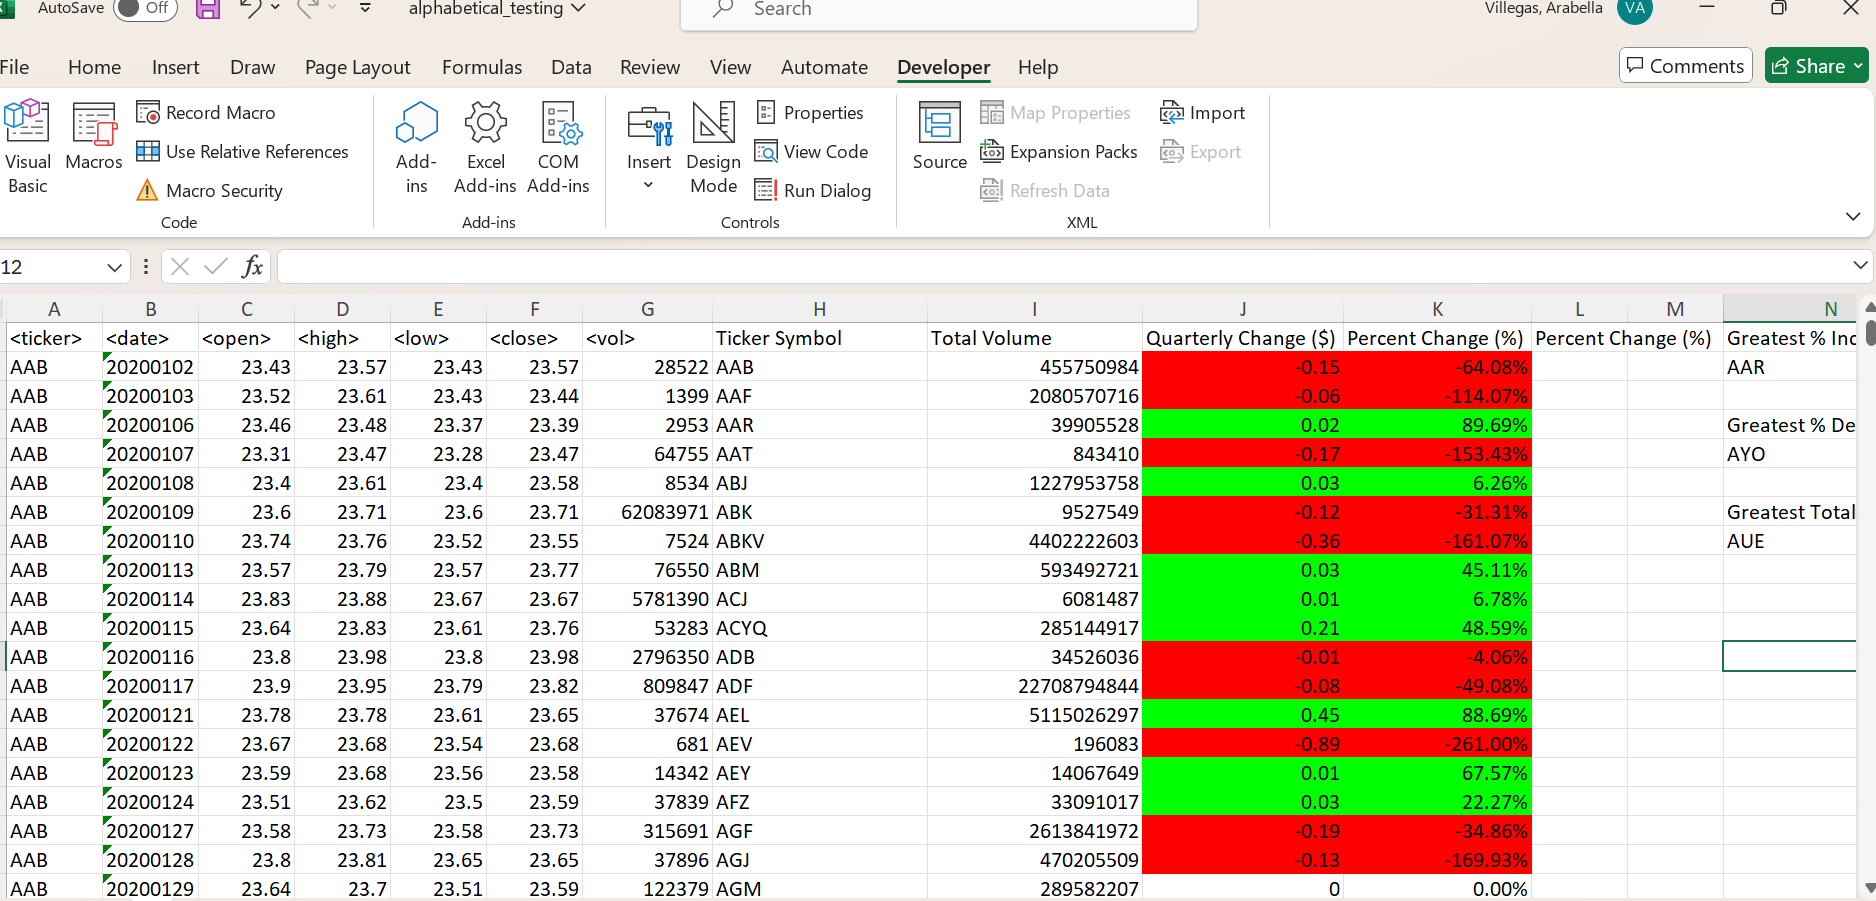 AutoSave Off alphabetical_testing Search Villegas, Arabella VA
File Home Insert Draw Page Layout Formulas Data Review View Automate Developer Help Comments Share
Visual Basic Macros Record Macro Use Relative References Macro Security
Add-ins Excel Add-ins COM Add-ins
Insert Design Mode Properties View Code Run Dialog
Source Map Properties Expansion Packs Refresh Data Import Export
Code Add-ins Controls XML
12 fx
A B C D E F G H I J K L M N
<ticker> <date> <open> <high> <low> <close> <vol> Ticker Symbol Total Volume Quarterly Change ($) Percent Change (%) Percent Change (%) Greatest % Inc
AAB 20200102 23.43 23.57 23.43 23.57 28522 AAB 455750984 -0.15 -64.08% AAR
AAB 20200103 23.52 23.61 23.43 23.44 1399 AAF 2080570716 -0.06 -114.07%
AAB 20200106 23.46 23.48 23.37 23.39 2953 AAR 39905528 0.02 89.69% Greatest % De
AAB 20200107 23.31 23.47 23.28 23.47 64755 AAT 843410 -0.17 -153.43% AYO
AAB 20200108 23.4 23.61 23.4 23.58 8534 ABJ 1227953758 0.03 6.26%
AAB 20200109 23.6 23.71 23.6 23.71 62083971 ABK 9527549 -0.12 -31.31% Greatest Total
AAB 20200110 23.74 23.76 23.52 23.55 7524 ABKV 4402222603 -0.36 -161.07% AUE
AAB 20200113 23.57 23.79 23.57 23.77 76550 ABM 593492721 0.03 45.11%
AAB 20200114 23.83 23.88 23.67 23.67 5781390 ACJ 6081487 0.01 6.78%
AAB 20200115 23.64 23.83 23.61 23.76 53283 ACYQ 285144917 0.21 48.59%
AAB 20200116 23.8 23.98 23.8 23.98 2796350 ADB 34526036 -0.01 -4.06%
AAB 20200117 23.9 23.95 23.79 23.82 809847 ADF 22708794844 -0.08 -49.08%
AAB 20200121 23.78 23.78 23.61 23.65 37674 AEL 5115026297 0.45 88.69%
AAB 20200122 23.67 23.68 23.54 23.68 681 AEV 196083 -0.89 -261.00%
AAB 20200123 23.59 23.68 23.56 23.58 14342 AEY 14067649 0.01 67.57%
AAB 20200124 23.51 23.62 23.5 23.59 37839 AFZ 33091017 0.03 22.27%
AAB 20200127 23.58 23.73 23.58 23.73 315691 AGF 2613841972 -0.19 -34.86%
AAB 20200128 23.8 23.81 23.65 23.65 37896 AGJ 470205509 -0.13 -169.93%
AAB 20200129 23.64 23.7 23.51 23.59 122379 AGM 289582207 0 0.00%